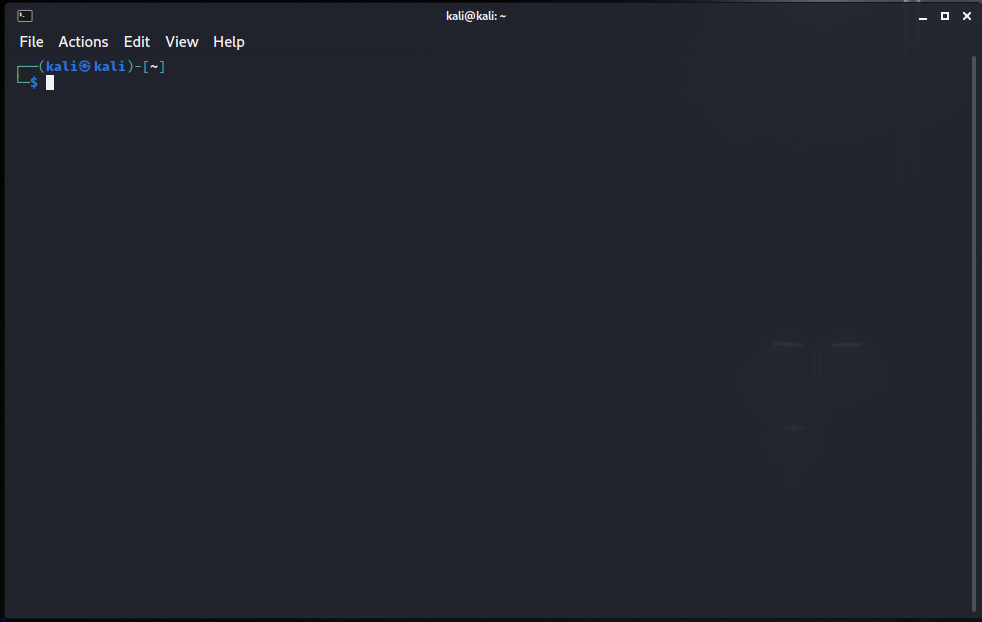 kali@kali: ~
File Actions Edit View Help
┌──(kali㉿kali)-[~]
└─$